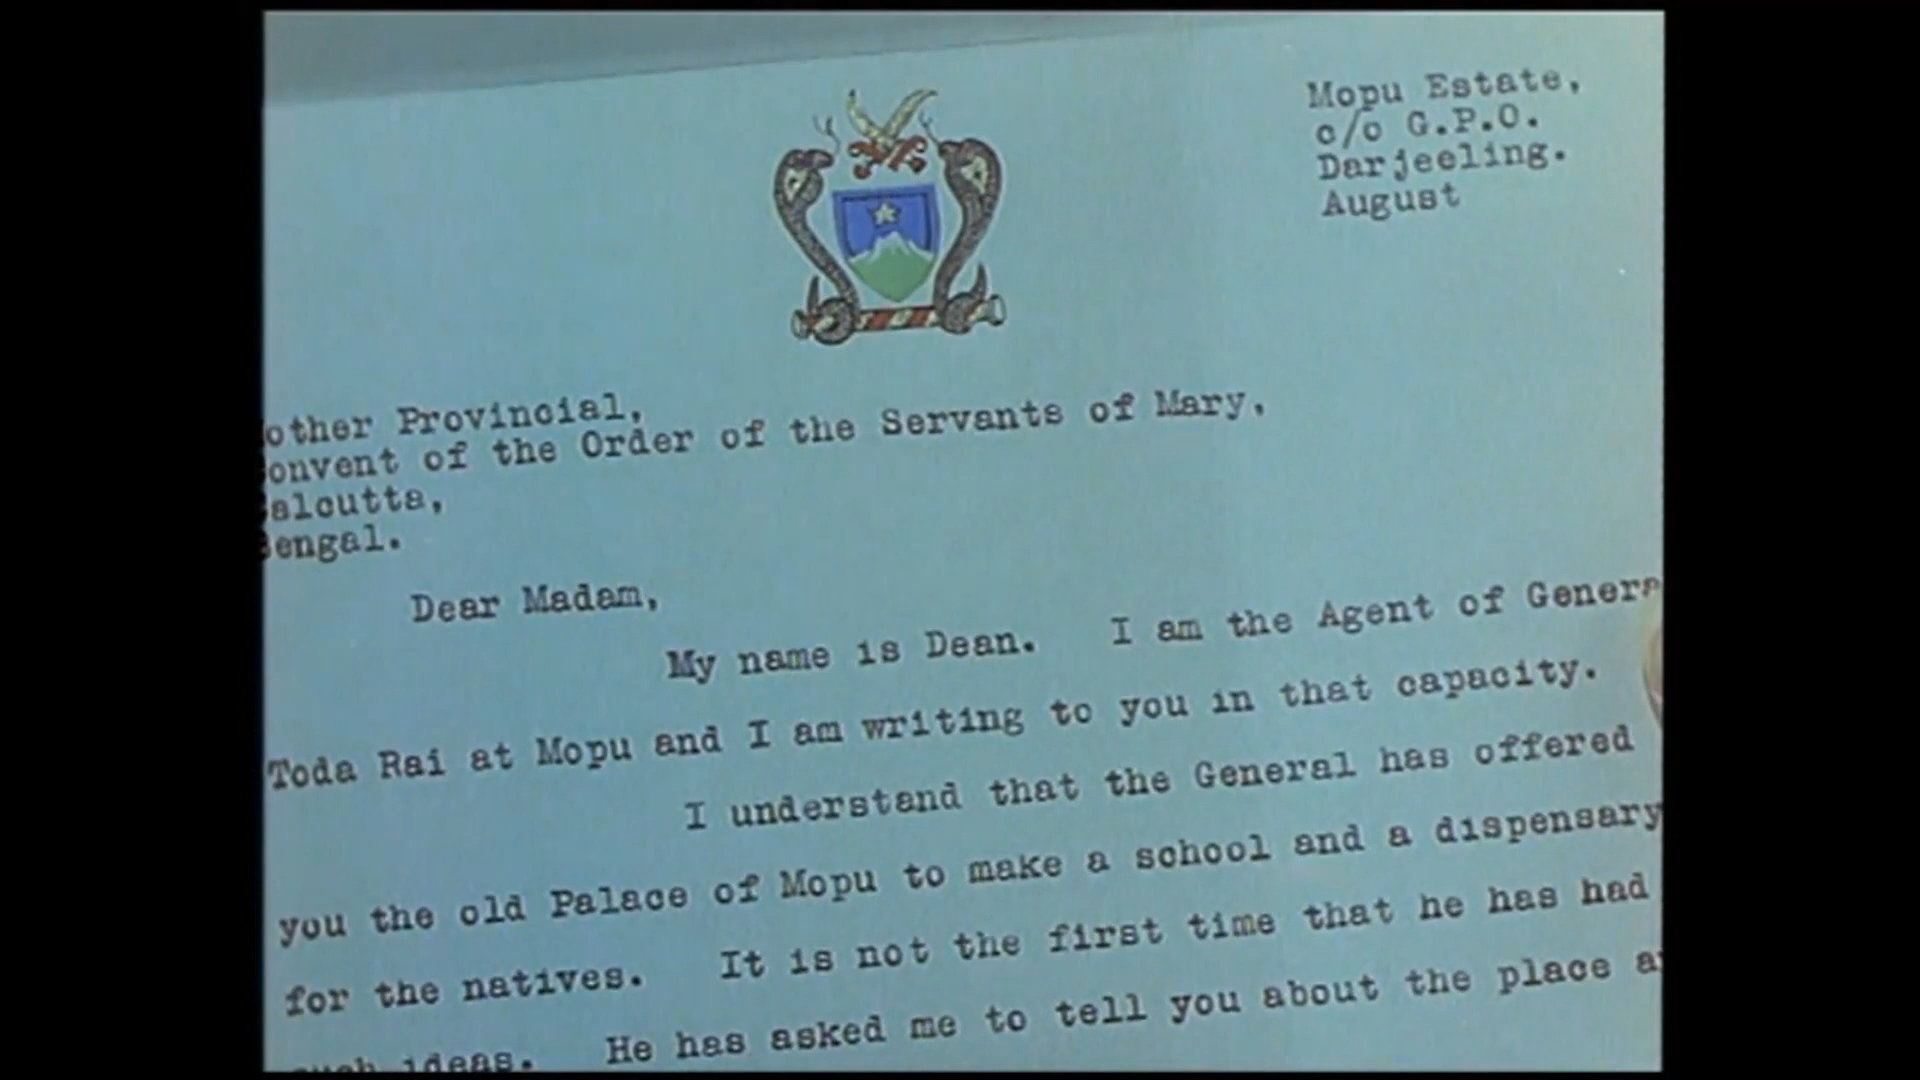 Mopu Estate,
c/o G.P.O.
Darjeeling.
August
other Provincial,
onvent of the Order of the Servants of Mary,
alcutta,
engal.
Dear Madam,
My name is Dean. I am the Agent of Genera
Toda Rai at Mopu and I am writing to you in that capacity.
I understand that the General has offered
you the old Palace of Mopu to make a school and a dispensary
for the natives. It is not the first time that he has had
such ideas. He has asked me to tell you about the place a